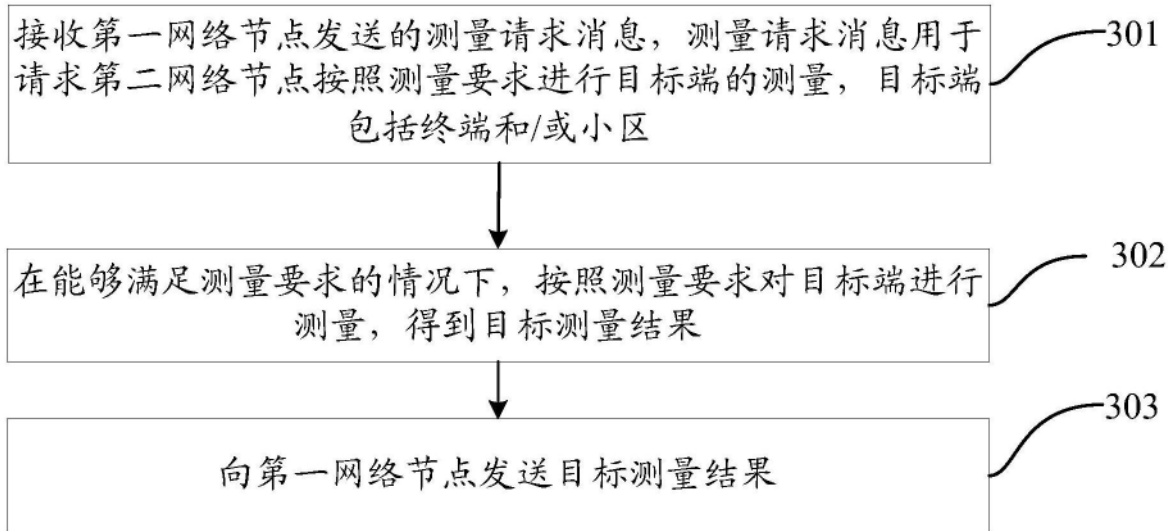 接收第一网络节点发送的测量请求消息，测量请求消息用于
请求第二网络节点按照测量要求进行目标端的测量，目标端
包括终端和/或小区
301
在能够满足测量要求的情况下，按照测量要求对目标端进行
测量，得到目标测量结果
302
向第一网络节点发送目标测量结果
303